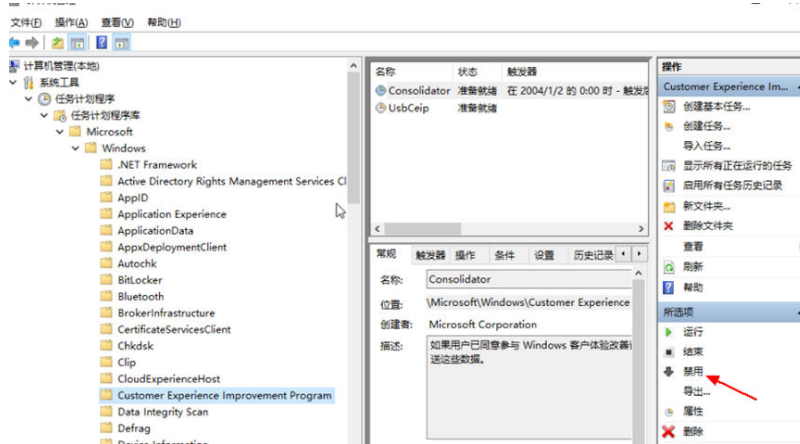 文件(F) 操作(A) 查看(V) 帮助(H)
计算机管理(本地)
系统工具
任务计划程序
任务计划程序库
Microsoft
Windows
.NET Framework
Active Directory Rights Management Services Cl
AppID
Application Experience
ApplicationData
AppxDeploymentClient
Autochk
BitLocker
Bluetooth
BrokerInfrastructure
CertificateServicesClient
Chkdsk
Clip
CloudExperienceHost
Customer Experience Improvement Program
Data Integrity Scan
Defrag
Device Information
名称 状态 触发器
Consolidator 准备就绪 在 2004/1/2 的 0:00 时 - 触发后
UsbCeip 准备就绪
常规 触发器 操作 条件 设置 历史记录
名称: Consolidator
位置: \Microsoft\Windows\Customer Experience
创建者: Microsoft Corporation
描述: 如果用户已同意参与 Windows 客户体验改善计
送这些数据。
操作
Customer Experience Im...
创建基本任务...
创建任务...
导入任务...
显示所有正在运行的任务
启用所有任务历史记录
新文件夹...
删除文件夹
查看
刷新
帮助
所选项
运行
结束
禁用
导出...
属性
删除